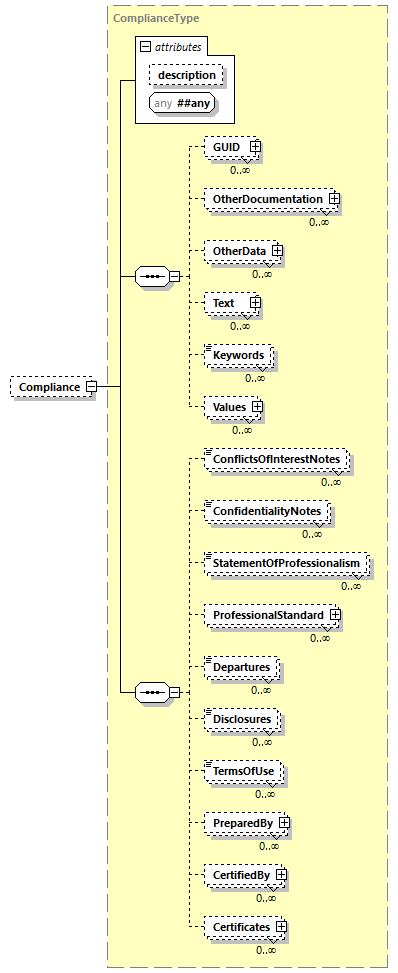 ComplianceType
attributes
description
any ##any
GUID
0..∞
OtherDocumentation
0..∞
OtherData
0..∞
Text
0..∞
Keywords
0..∞
Compliance
Values
0..∞
ConflictsOfInterestNotes
0..∞
ConfidentialityNotes
0..∞
StatementOfProfessionalism
0..∞
ProfessionalStandard
0..∞
Departures
0..∞
Disclosures
0..∞
TermsOfUse
0..∞
PreparedBy
0..∞
CertifiedBy
0..∞
Certificates
0..∞